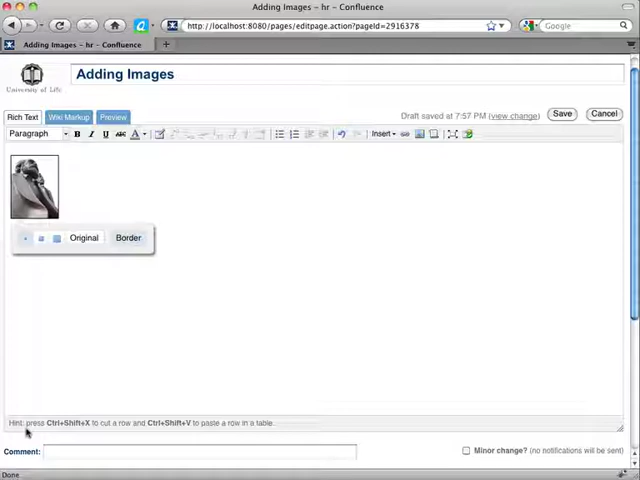 Adding Images – hr – Confluence
http://localhost:8080/pages/editpage.action?pageId=2916378
Google
Adding Images – hr – Confluence
University of Life
Adding Images
Rich Text Wiki Markup Preview
Draft saved at 7:57 PM (view change) Save Cancel
Paragraph B I U ABC A Insert
Original Border
Hint: press Ctrl+Shift+X to cut a row and Ctrl+Shift+V to paste a row in a table.
Comment: Minor change? (no notifications will be sent)
Done